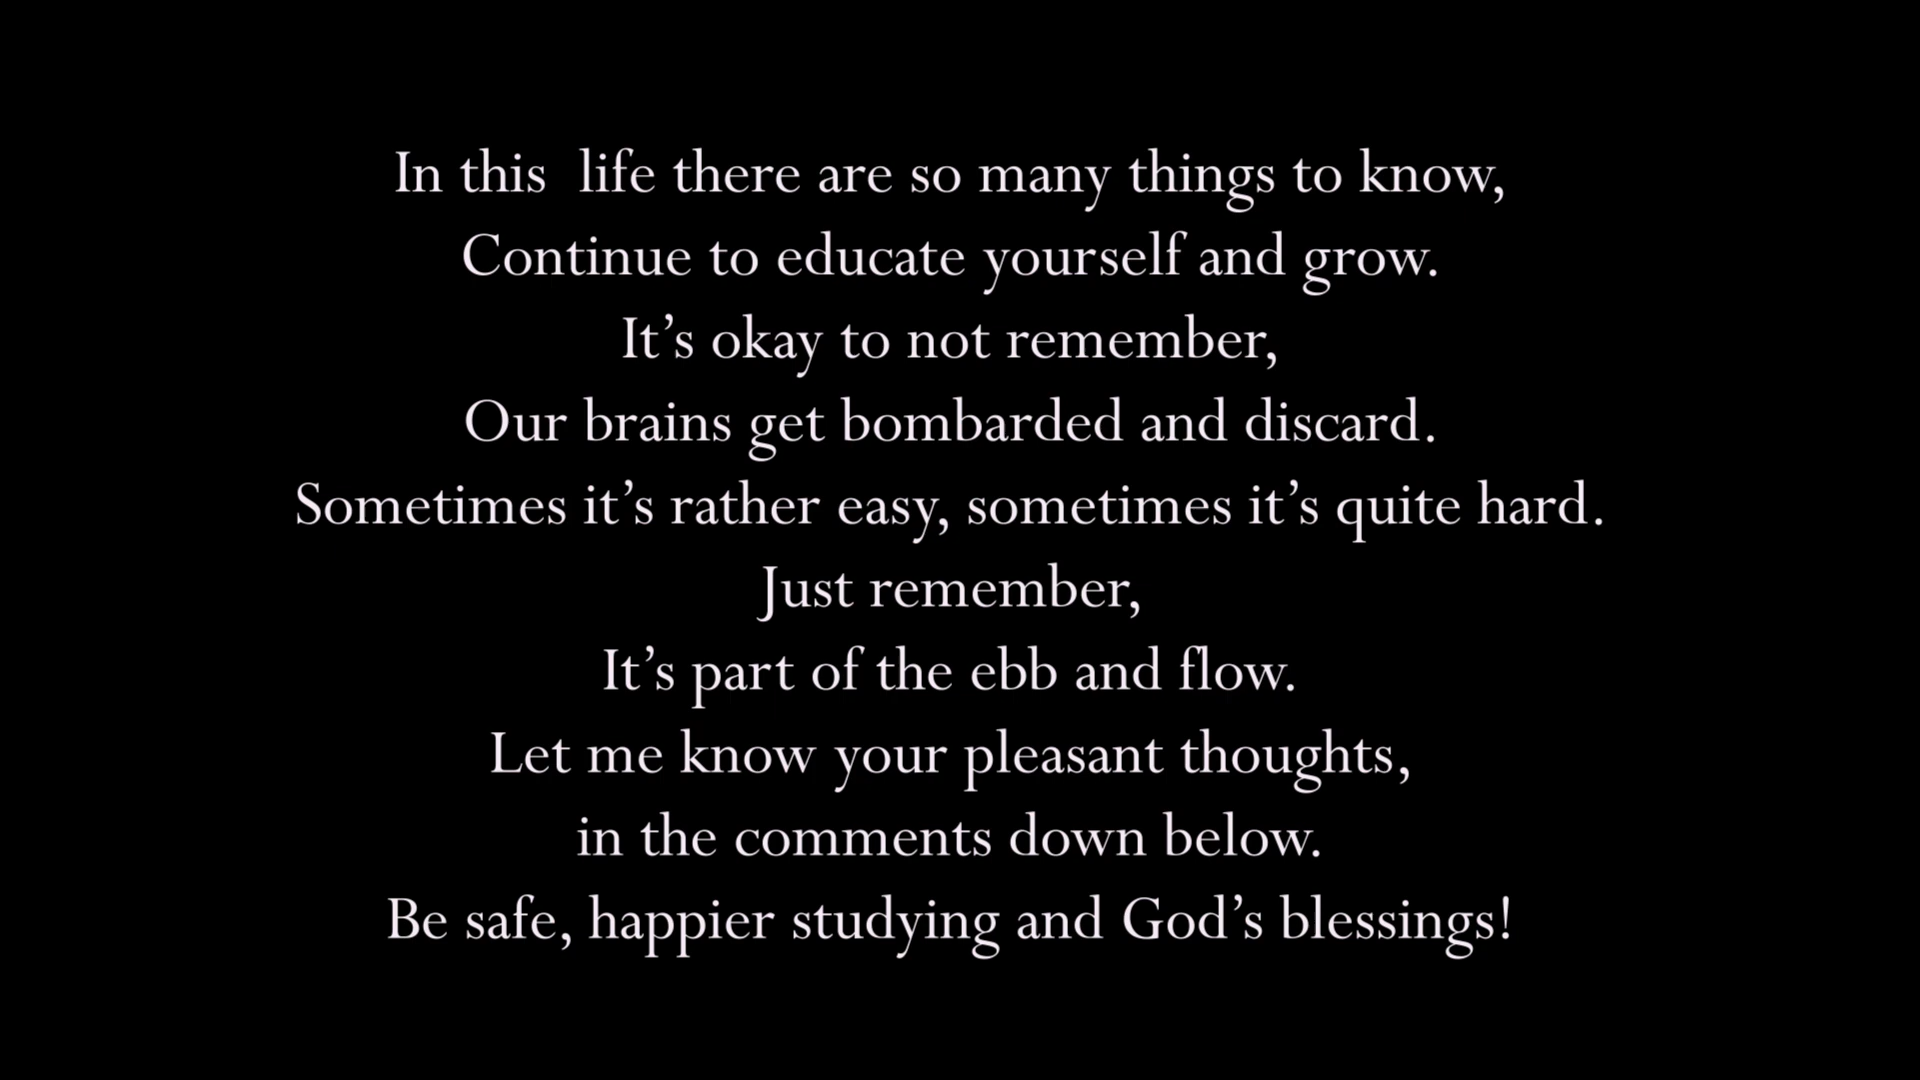 In this  life there are so many things to know,
Continue to educate yourself and grow.
It’s okay to not remember,
Our brains get bombarded and discard.
Sometimes it’s rather easy, sometimes it’s quite hard.
Just remember,
It’s part of the ebb and flow.
Let me know your pleasant thoughts,
in the comments down below.
Be safe, happier studying and God’s blessings!